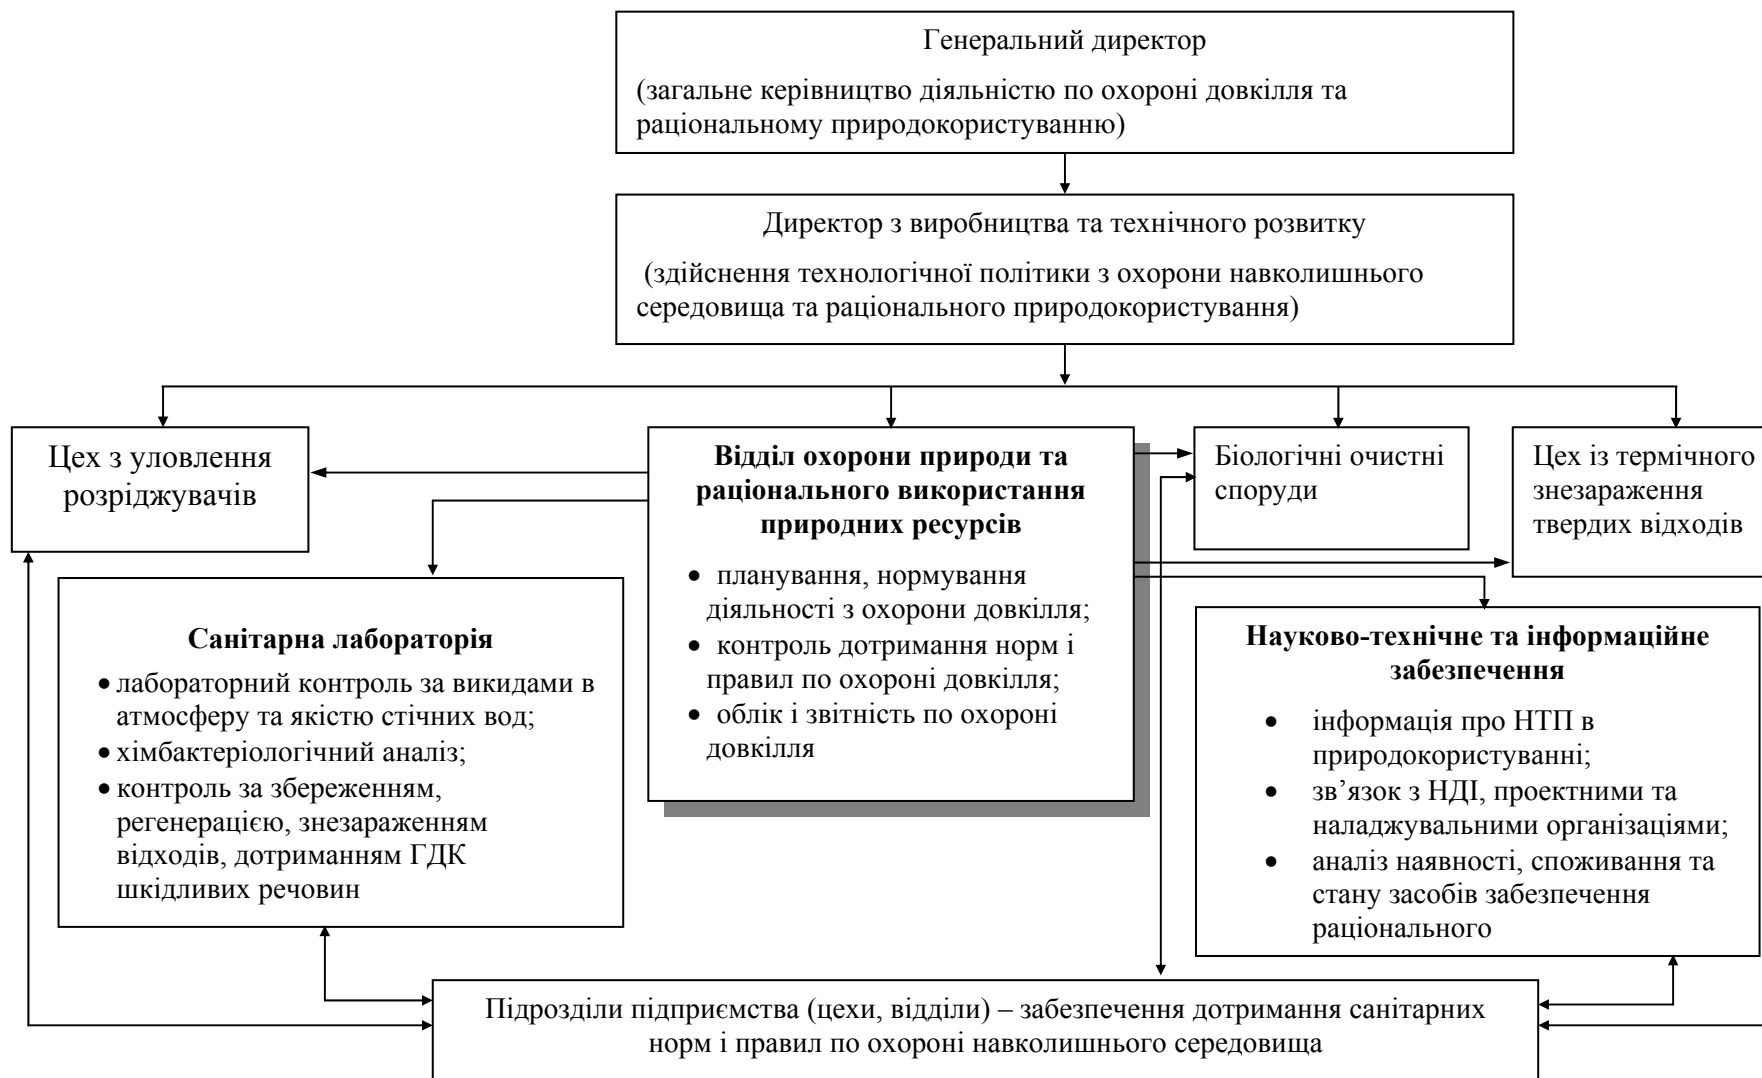 Генеральний директор
(загальне керівництво діяльністю по охороні довкілля та
раціональному природокористуванню)
Директор з виробництва та технічного розвитку
(здійснення технологічної політики з охорони навколишнього
середовища та раціонального природокористування)
Цех з уловлення
розріджувачів
Відділ охорони природи та
раціонального використання
природних ресурсів
• планування, нормування
діяльності з охорони довкілля;
• контроль дотримання норм і
правил по охороні довкілля;
• облік і звітність по охороні
довкілля
Біологічні очистні
споруди
Цех із термічного
знезараження
твердих відходів
Санітарна лабораторія
• лабораторний контроль за викидами в
атмосферу та якістю стічних вод;
• хімбактеріологічний аналіз;
• контроль за збереженням,
регенерацією, знезараженням
відходів, дотриманням ГДК
шкідливих речовин
Науково-технічне та інформаційне
забезпечення
• інформація про НТП в
природокористуванні;
• зв’язок з НДІ, проектними та
наладжувальними організаціями;
• аналіз наявності, споживання та
стану засобів забезпечення
раціонального
Підрозділи підприємства (цехи, відділи) – забезпечення дотримання санітарних
норм і правил по охороні навколишнього середовища